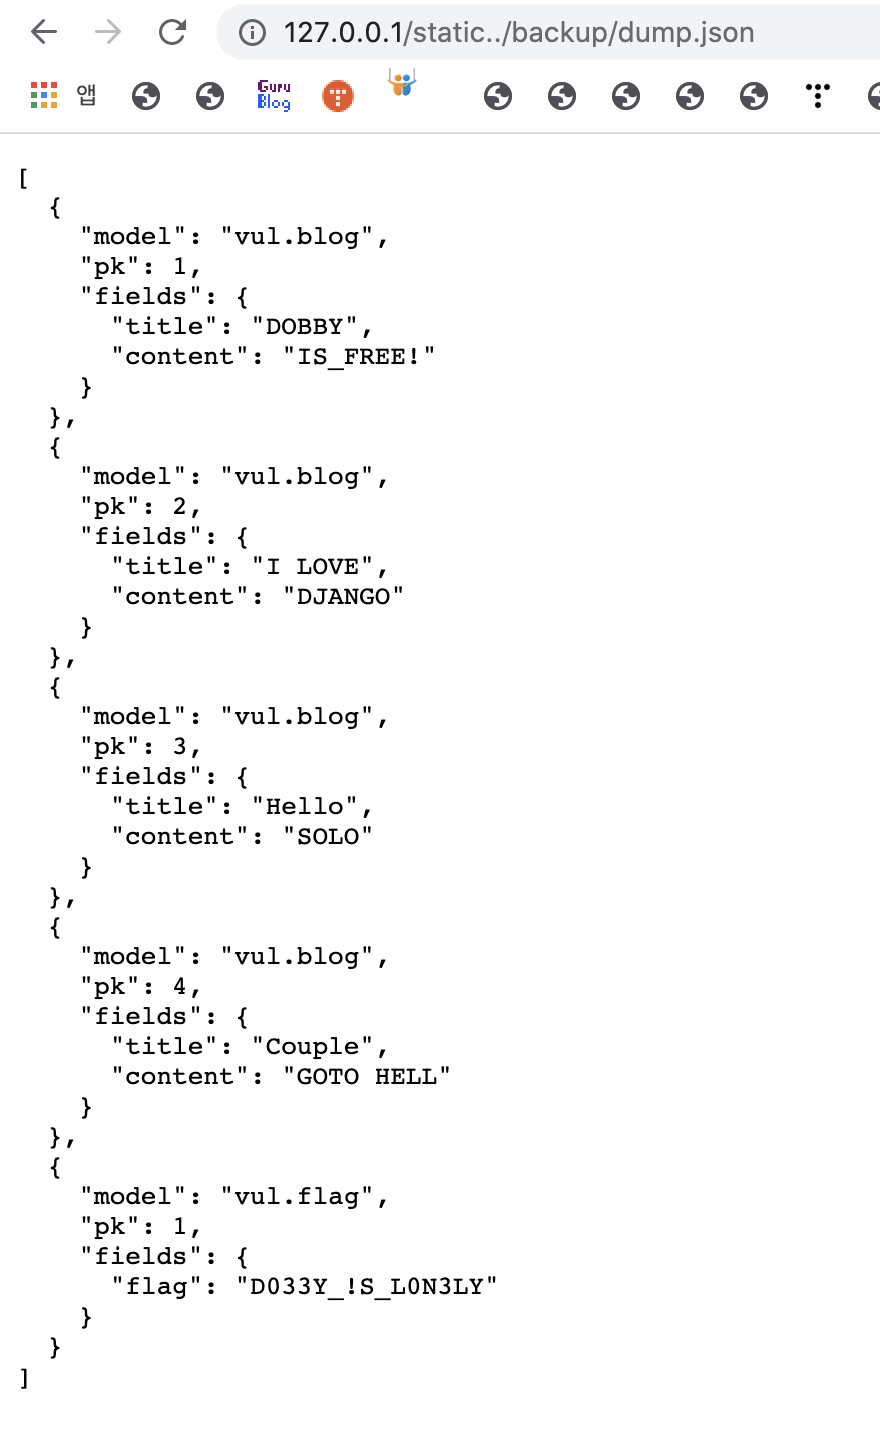 127.0.0.1/static../backup/dump.json
앱
Guru
Blog
[
  {
    "model": "vul.blog",
    "pk": 1,
    "fields": {
      "title": "DOBBY",
      "content": "IS_FREE!"
    }
  },
  {
    "model": "vul.blog",
    "pk": 2,
    "fields": {
      "title": "I LOVE",
      "content": "DJANGO"
    }
  },
  {
    "model": "vul.blog",
    "pk": 3,
    "fields": {
      "title": "Hello",
      "content": "SOLO"
    }
  },
  {
    "model": "vul.blog",
    "pk": 4,
    "fields": {
      "title": "Couple",
      "content": "GOTO HELL"
    }
  },
  {
    "model": "vul.flag",
    "pk": 1,
    "fields": {
      "flag": "D033Y_!S_L0N3LY"
    }
  }
]